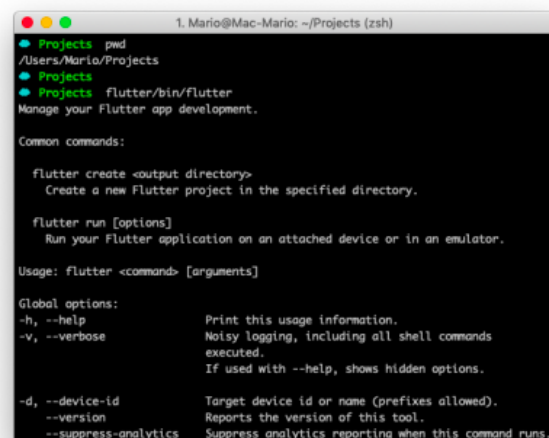 1. Mario@Mac-Mario: ~/Projects (zsh)
Projects pwd
/Users/Mario/Projects
Projects
Projects flutter/bin/flutter
Manage your Flutter app development.
Common commands:
flutter create <output directory>
Create a new Flutter project in the specified directory.
flutter run [options]
Run your Flutter application on an attached device or in an emulator.
Usage: flutter <command> [arguments]
Global options:
-h, --help Print this usage information.
-v, --verbose Noisy logging, including all shell commands
executed.
If used with --help, shows hidden options.
-d, --device-id Target device id or name (prefixes allowed).
--version Reports the version of this tool.
--suppress-analytics Suppress analytics reporting when this command runs